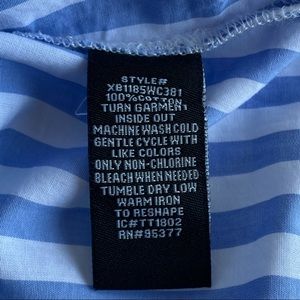 STYLE#
XB1185WC381
100%COTTON
TURN GARMENT
INSIDE OUT
MACHINE WASH COLD
GENTLE CYCLE WITH
LIKE COLORS
ONLY NON-CHLORINE
BLEACH WHEN NEEDED
TUMBLE DRY LOW
WARM IRON
TO RESHAPE
IC#TT1802
RN#95377